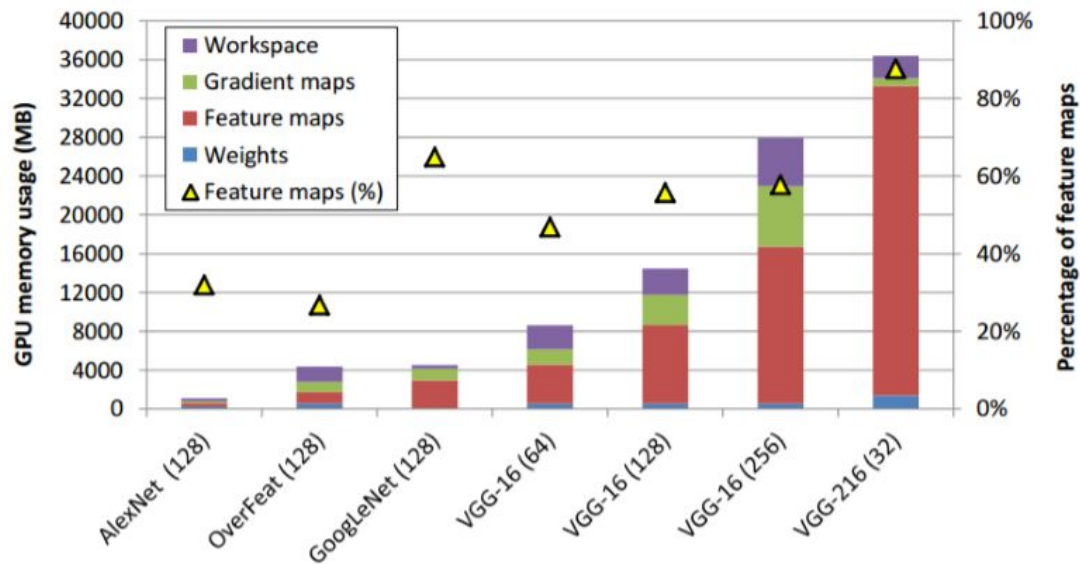 GPU memory usage (MB)
40000
36000
32000
28000
24000
20000
16000
12000
8000
4000
0
Workspace
Gradient maps
Feature maps
Weights
Feature maps (%)
100%
80%
60%
40%
20%
0%
Percentage of feature maps
AlexNet (128)
OverFeat (128)
GoogLeNet (128)
VGG-16 (64)
VGG-16 (128)
VGG-16 (256)
VGG-216 (32)